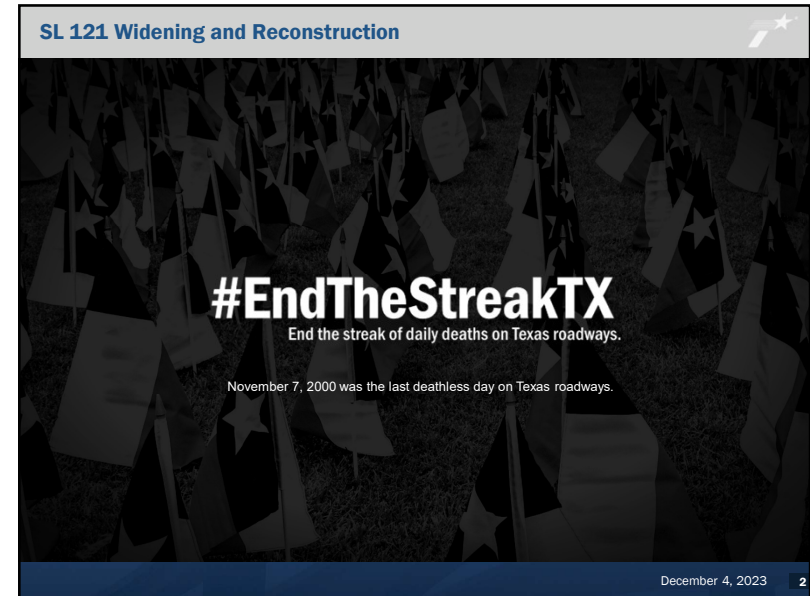 SL 121 Widening and Reconstruction
#EndTheStreakTX
End the streak of daily deaths on Texas roadways.
November 7, 2000 was the last deathless day on Texas roadways.
December 4, 2023
2